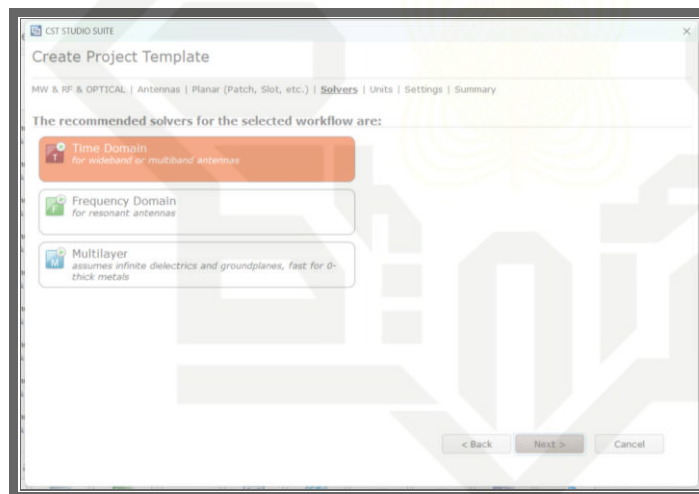 CST STUDIO SUITE
Create Project Template
MW & RF & OPTICAL | Antennas | Planar (Patch, Slot, etc.) | Solvers | Units | Settings | Summary
The recommended solvers for the selected workflow are:
Time Domain
for wideband or multiband antennas
Frequency Domain
for resonant antennas
Multilayer
assumes infinite dielectrics and groundplanes, fast for 0-
thick metals
< Back Next > Cancel